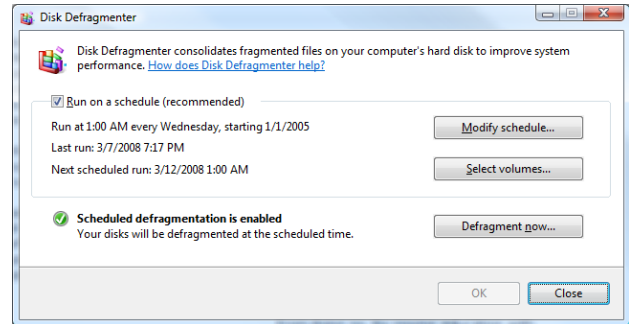 Disk Defragmenter
Disk Defragmenter consolidates fragmented files on your computer's hard disk to improve system
performance. How does Disk Defragmenter help?
Run on a schedule (recommended)
Run at 1:00 AM every Wednesday, starting 1/1/2005
Modify schedule...
Last run: 3/7/2008 7:17 PM
Next scheduled run: 3/12/2008 1:00 AM
Select volumes...
Scheduled defragmentation is enabled
Your disks will be defragmented at the scheduled time.
Defragment now...
OK
Close